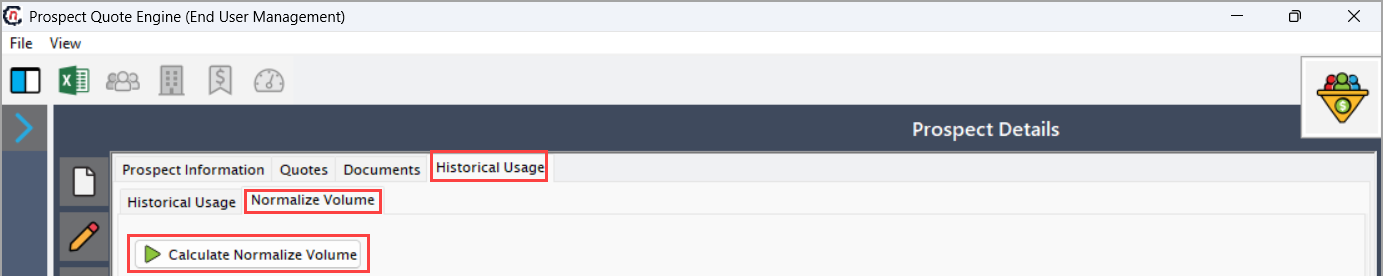 Prospect Quote Engine (End User Management)
File View
Prospect Details
Prospect Information Quotes Documents Historical Usage
Historical Usage Normalize Volume
Calculate Normalize Volume